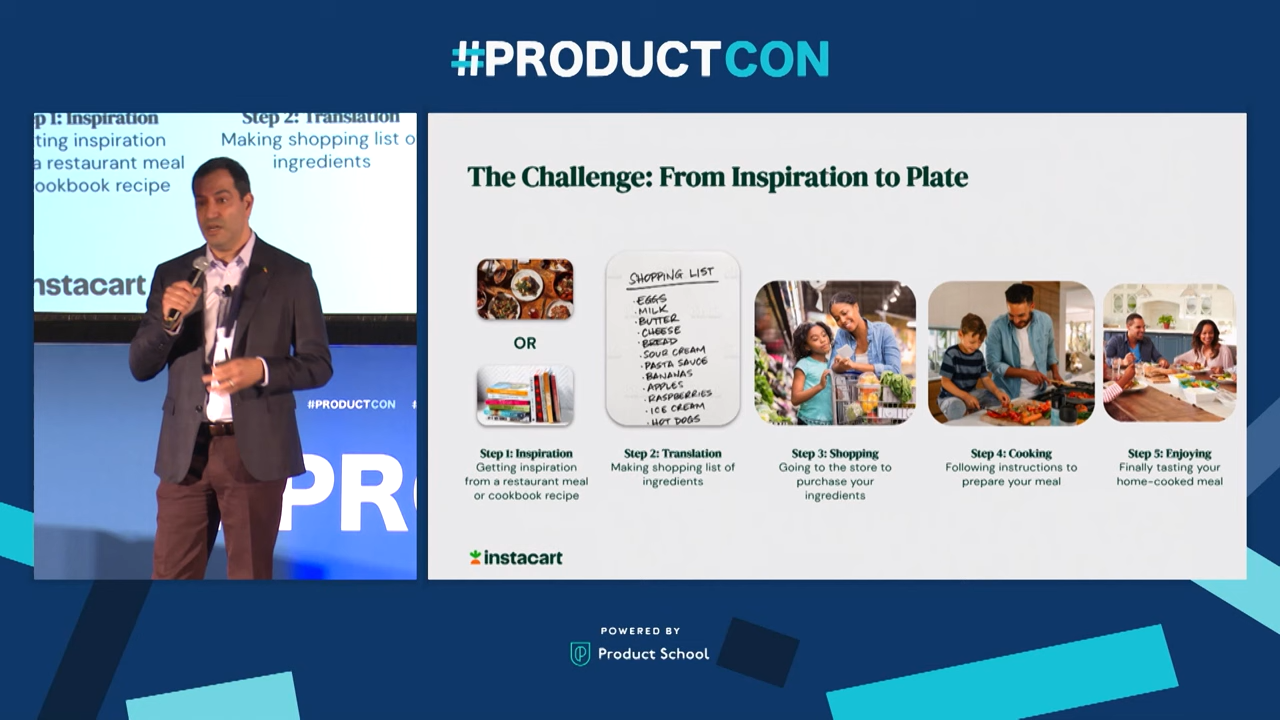 #PRODUCTCON
p 1: Inspiration
ting inspiration
a restaurant meal
ookbook recipe
Step 2: Translation
Making shopping list o
ingredients
nstacart
#PRODUCTCON
PR
The Challenge: From Inspiration to Plate
OR
SHOPPING LIST
· EGGS
· MILK
· BUTTER
· CHEESE
· BREAD
· SOUR CREAM
· PASTA SAUCE
· BANANAS
· APPLES
· RASPBERRIES
· ICE CREAM
· HOT DOGS
Step 1: Inspiration
Getting inspiration
from a restaurant meal
or cookbook recipe
Step 2: Translation
Making shopping list of
ingredients
Step 3: Shopping
Going to the store to
purchase your
ingredients
Step 4: Cooking
Following instructions to
prepare your meal
Step 5: Enjoying
Finally tasting your
home-cooked meal
instacart
POWERED BY
Product School